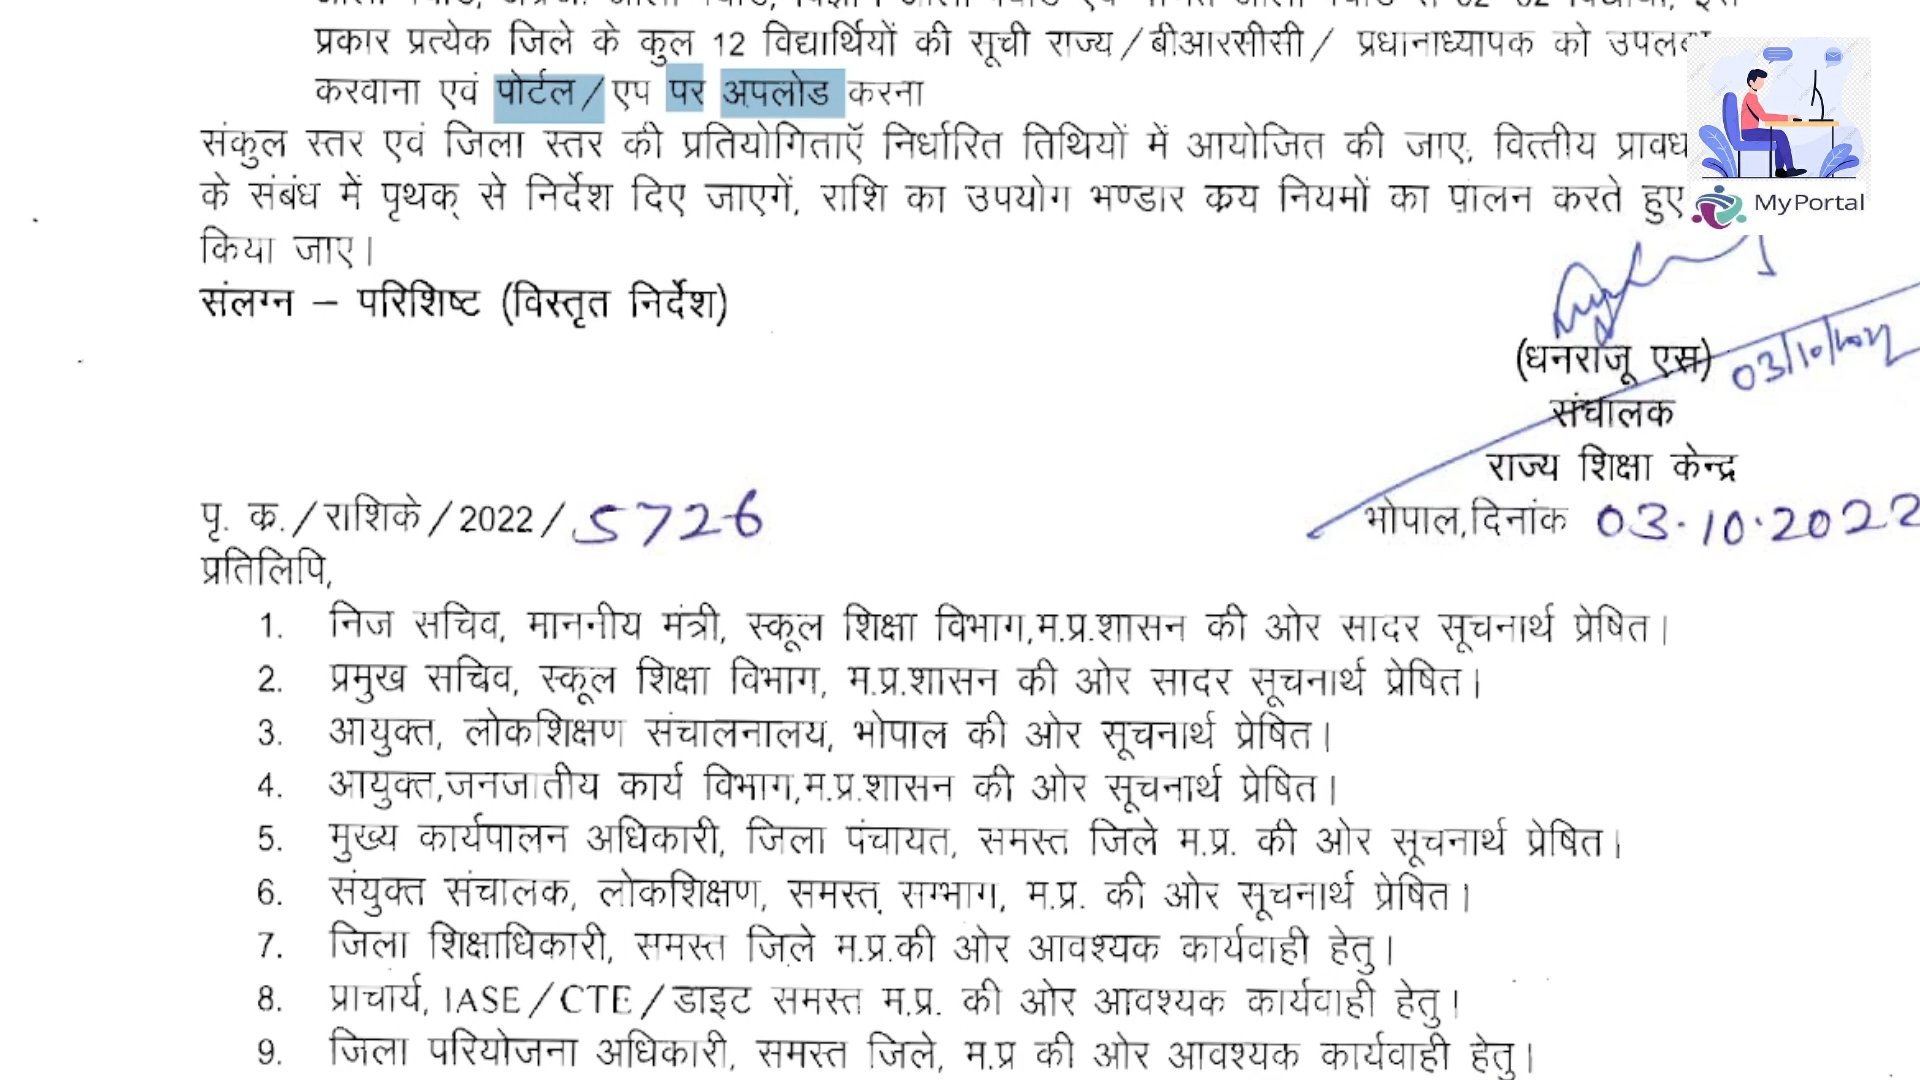 प्रकार प्रत्येक जिले के कुल 12 विद्यार्थियों की सूची राज्य/बीआरसीसी/ प्रधानाध्यापक को
करवाना एवं पोर्टल/एप पर अपलोड करना
संकुल स्तर एवं जिला स्तर की प्रतियोगिताऍ निर्धारित तिथियों में आयोजित की जाए, वित्तीय
के संबंध में पृथक् से निर्देश दिए जाएगें, राशि का उपयोग भण्डार क्रय नियमों का पालन करते हुए
किया जाए।
MyPortal
संलग्न – परिशिष्ट (विस्तृत निर्देश)
(धनराजू एस)
03/10/2022
संचालक
राज्य शिक्षा केन्द्र
पृ. क्र./राशिके/2022/5726
भोपाल,दिनांक 03.10.2022
प्रतिलिपि,
1. निज सचिव, माननीय मंत्री, स्कूल शिक्षा विभाग,म.प्र.शासन की ओर सादर सूचनार्थ प्रेषित।
2. प्रमुख सचिव, स्कूल शिक्षा विभाग, म.प्र.शासन की ओर सादर सूचनार्थ प्रेषित।
3. आयुक्त, लोकशिक्षण संचालनालय, भोपाल की ओर सूचनार्थ प्रेषित।
4. आयुक्त,जनजातीय कार्य विभाग,म.प्र.शासन की ओर सूचनार्थ प्रेषित।
5. मुख्य कार्यपालन अधिकारी, जिला पंचायत, समस्त जिले म.प्र. की ओर सूचनार्थ प्रेषित।
6. संयुक्त संचालक, लोकशिक्षण, समस्त सम्भाग, म.प्र. की ओर सूचनार्थ प्रेषित।
7. जिला शिक्षाधिकारी, समस्त जिले म.प्र.की ओर आवश्यक कार्यवाही हेतु।
8. प्राचार्य, IASE/CTE/डाइट समस्त म.प्र. की ओर आवश्यक कार्यवाही हेतु।
9. जिला परियोजना अधिकारी, समस्त जिले, म.प्र की ओर आवश्यक कार्यवाही हेतु।